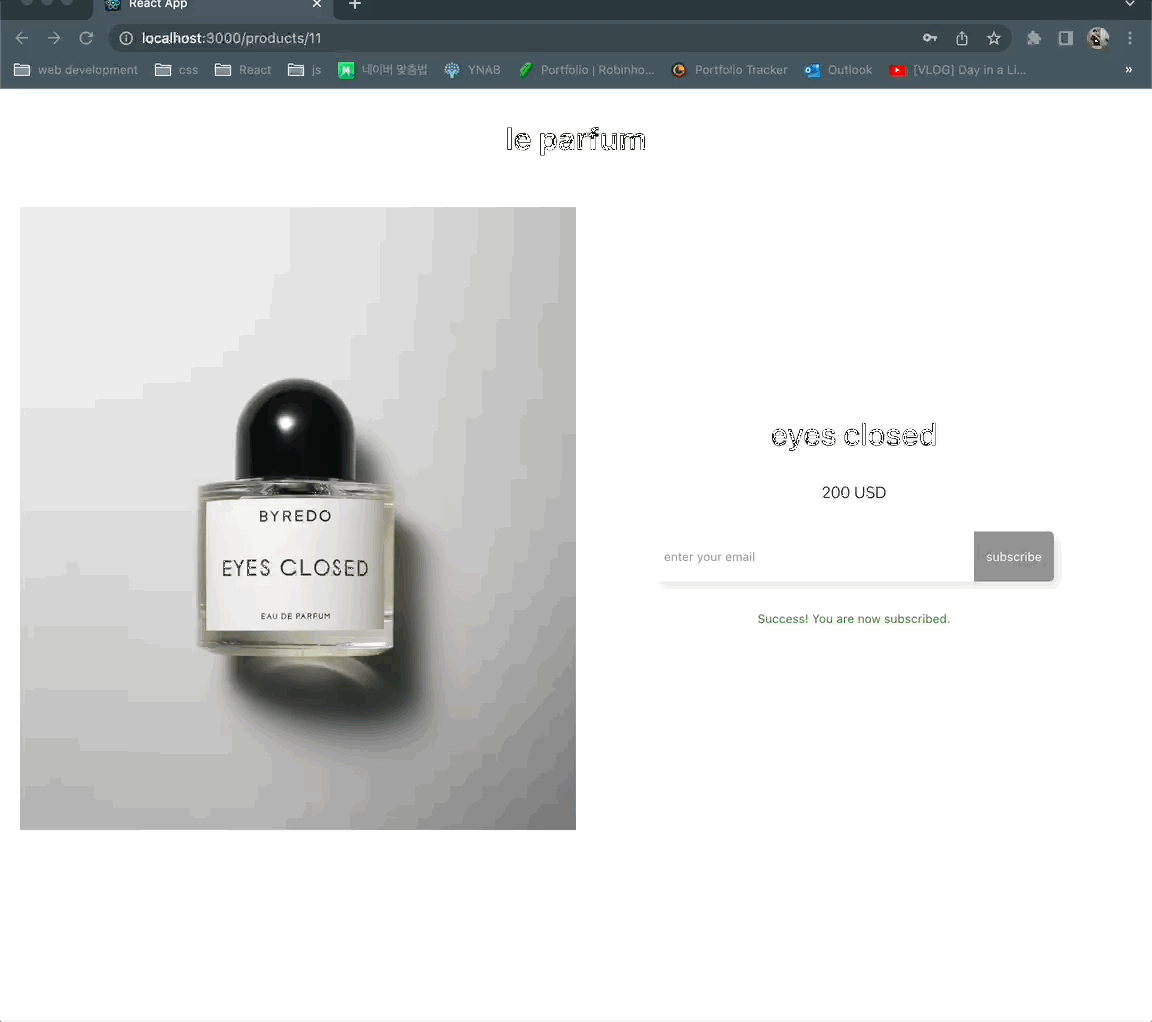 React App
localhost:3000/products/11
web development css React js 네이버 맞춤법 YNAB Portfolio | Robinho... Portfolio Tracker Outlook [VLOG] Day in a Li... »
le parfum
BYREDO
EYES CLOSED
EAU DE PARFUM
eyes closed
200 USD
enter your email subscribe
Success! You are now subscribed.